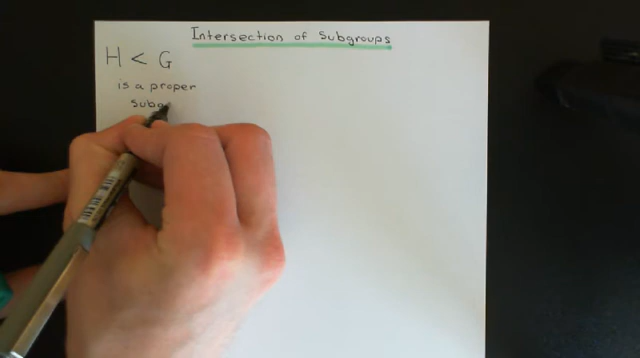 Intersection of Subgroups
H < G
is a proper